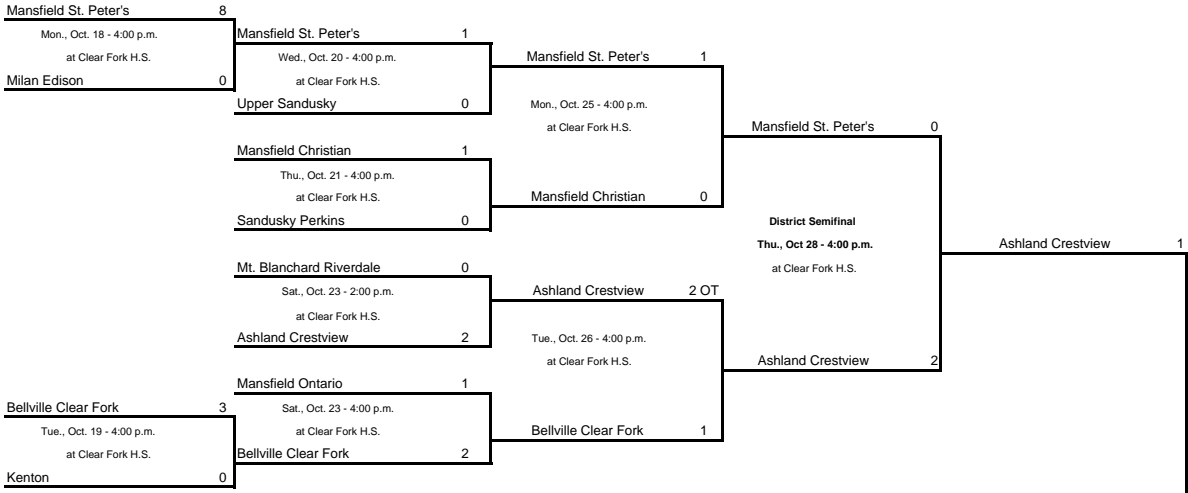 Mansfield St. Peter's 8
Mon., Oct. 18 - 4:00 p.m.
at Clear Fork H.S.
Milan Edison 0
Mansfield St. Peter's 1
Wed., Oct. 20 - 4:00 p.m.
at Clear Fork H.S.
Upper Sandusky 0
Mansfield Christian 1
Thu., Oct. 21 - 4:00 p.m.
at Clear Fork H.S.
Sandusky Perkins 0
Mt. Blanchard Riverdale 0
Sat., Oct. 23 - 2:00 p.m.
at Clear Fork H.S.
Ashland Crestview 2
Bellville Clear Fork 3
Tue., Oct. 19 - 4:00 p.m.
at Clear Fork H.S.
Kenton 0
Mansfield Ontario 1
Sat., Oct. 23 - 4:00 p.m.
at Clear Fork H.S.
Bellville Clear Fork 2
Mansfield St. Peter's 1
Mon., Oct. 25 - 4:00 p.m.
at Clear Fork H.S.
Mansfield Christian 0
Ashland Crestview 2 OT
Tue., Oct. 26 - 4:00 p.m.
at Clear Fork H.S.
Bellville Clear Fork 1
Mansfield St. Peter's 0
District Semifinal
Thu., Oct 28 - 4:00 p.m.
at Clear Fork H.S.
Ashland Crestview 2
Ashland Crestview 1